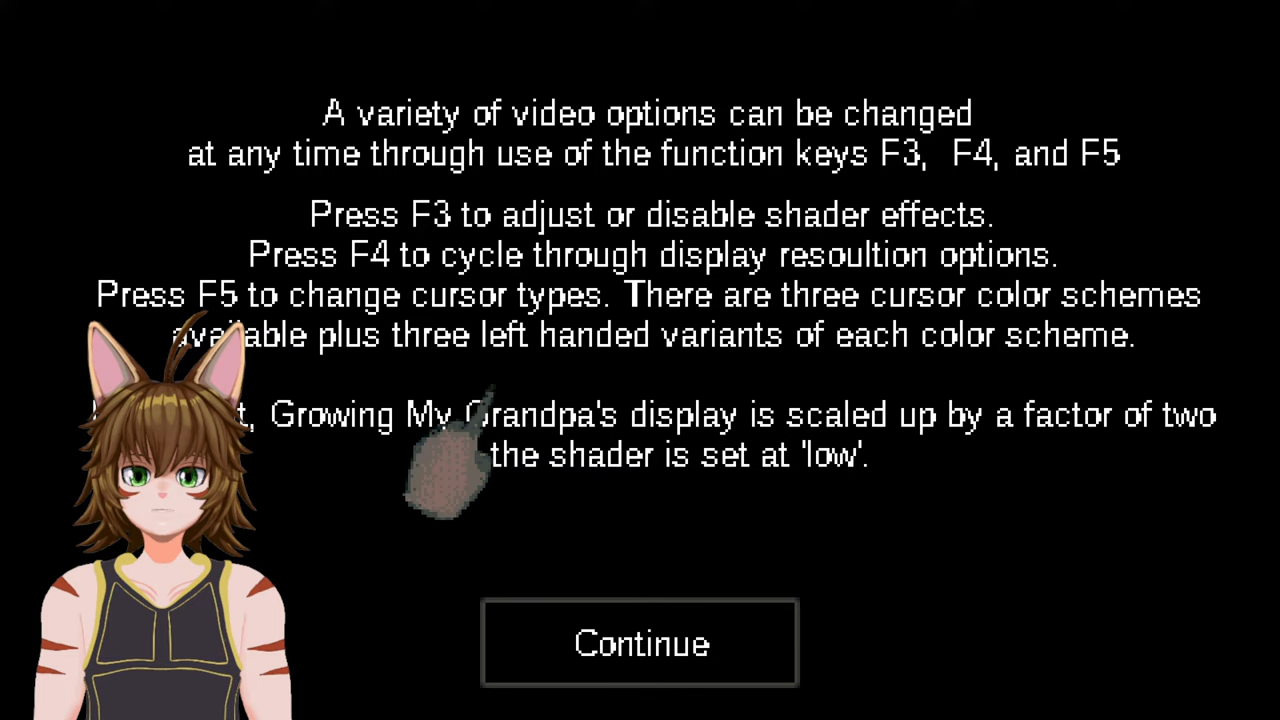 A variety of video options can be changed
at any time through use of the function keys F3, F4, and F5
Press F3 to adjust or disable shader effects.
Press F4 to cycle through display resoultion options.
Press F5 to change cursor types. There are three cursor color schemes
available plus three left handed variants of each color scheme.
Growing My Grandpa's display is scaled up by a factor of two
the shader is set at 'low'.
Continue